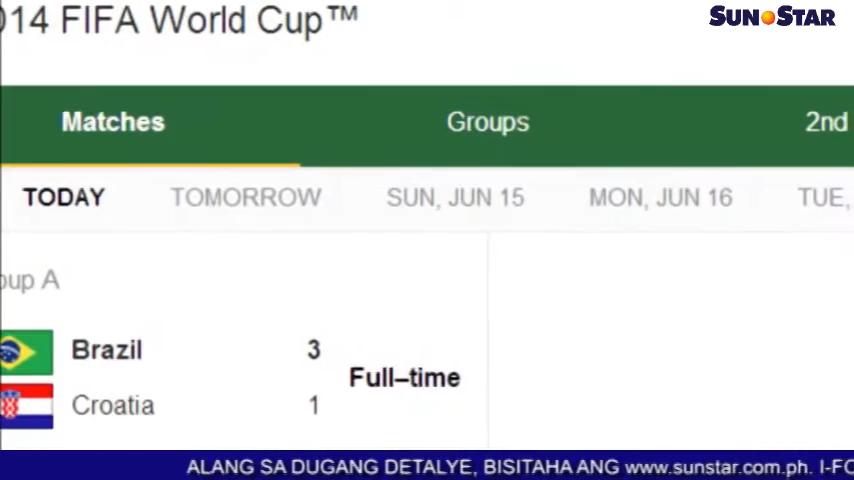 014 FIFA World Cup™
SUN STAR
Matches Groups 2nd
TODAY TOMORROW SUN, JUN 15 MON, JUN 16 TUE,
oup A
Brazil 3
Full–time
Croatia 1
ALANG SA DUGANG DETALYE, BISITAHA ANG www.sunstar.com.ph. I-FO